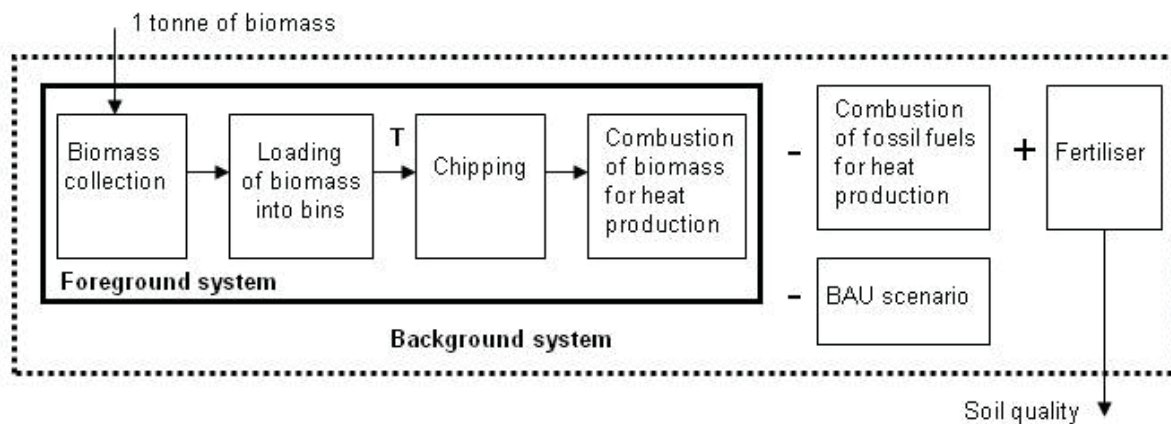 1 tonne of biomass
Biomass
collection
Loading
of biomass
into bins
T
Chipping
Combustion
of biomass
for heat
production
Foreground system
-
Combustion
of fossil fuels
for heat
production
+
Fertiliser
-
BAU scenario
Background system
Soil quality